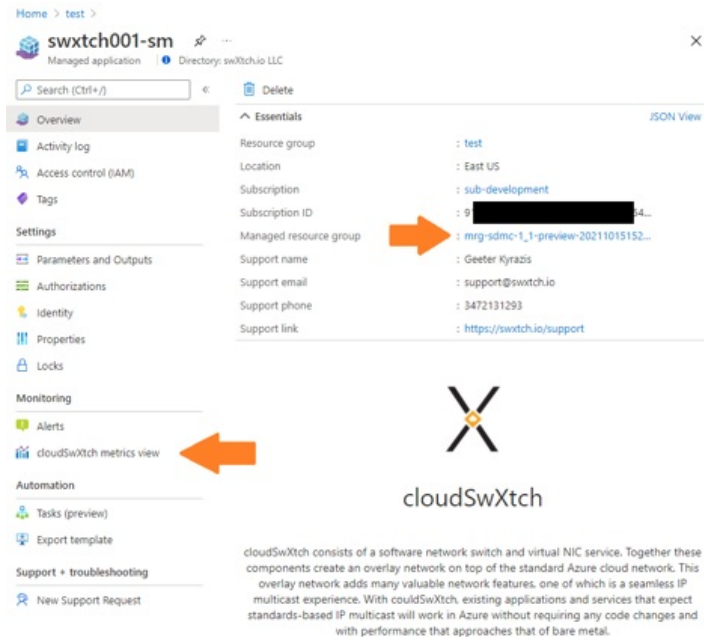 Home > test >
swxtch001-sm
Managed application | Directory: swXtch.io LLC
Search (Ctrl+/)
Overview
Activity log
Access control (IAM)
Tags
Settings
Parameters and Outputs
Authorizations
Identity
Properties
Locks
Monitoring
Alerts
cloudSwXtch metrics view
Automation
Tasks (preview)
Export template
Support + troubleshooting
New Support Request
Delete
Essentials
JSON View
Resource group : test
Location : East US
Subscription : sub-development
Subscription ID : 91 54...
Managed resource group : mrg-sdmc-1_1-preview-20211015152...
Support name : Geeter Kyrazis
Support email : support@swxtch.io
Support phone : 3472131293
Support link : https://swxtch.io/support
cloudSwXtch
cloudSwXtch consists of a software network switch and virtual NIC service. Together these
components create an overlay network on top of the standard Azure cloud network. This
overlay network adds many valuable network features, one of which is a seamless IP
multicast experience. With couldSwXtch, existing applications and services that expect
standards-based IP multicast will work in Azure without requiring any code changes and
with performance that approaches that of bare metal.